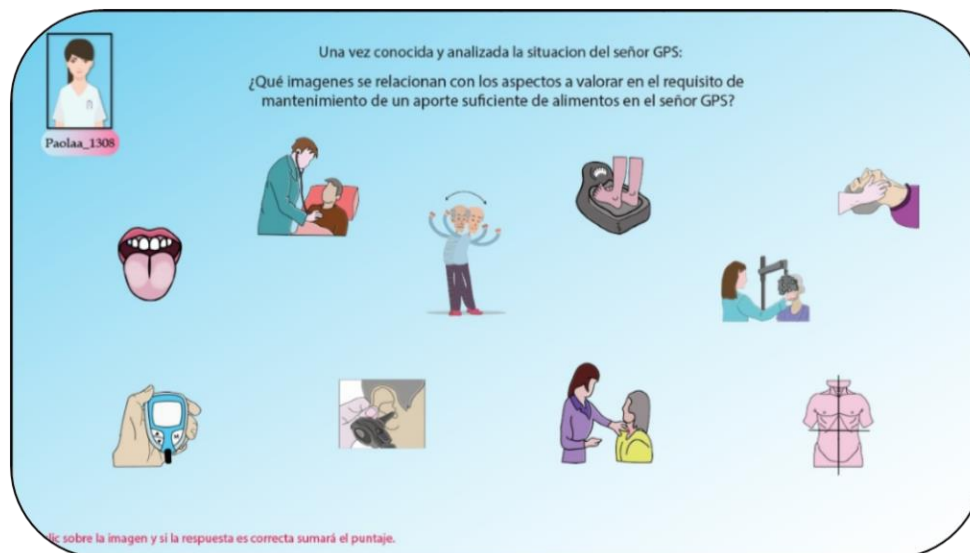 Una vez conocida y analizada la situacion del señor GPS:
¿Qué imagenes se relacionan con los aspectos a valorar en el requisito de
mantenimiento de un aporte suficiente de alimentos en el señor GPS?
Paolaa_1308
lic sobre la imagen y si la respuesta es correcta sumará el puntaje.